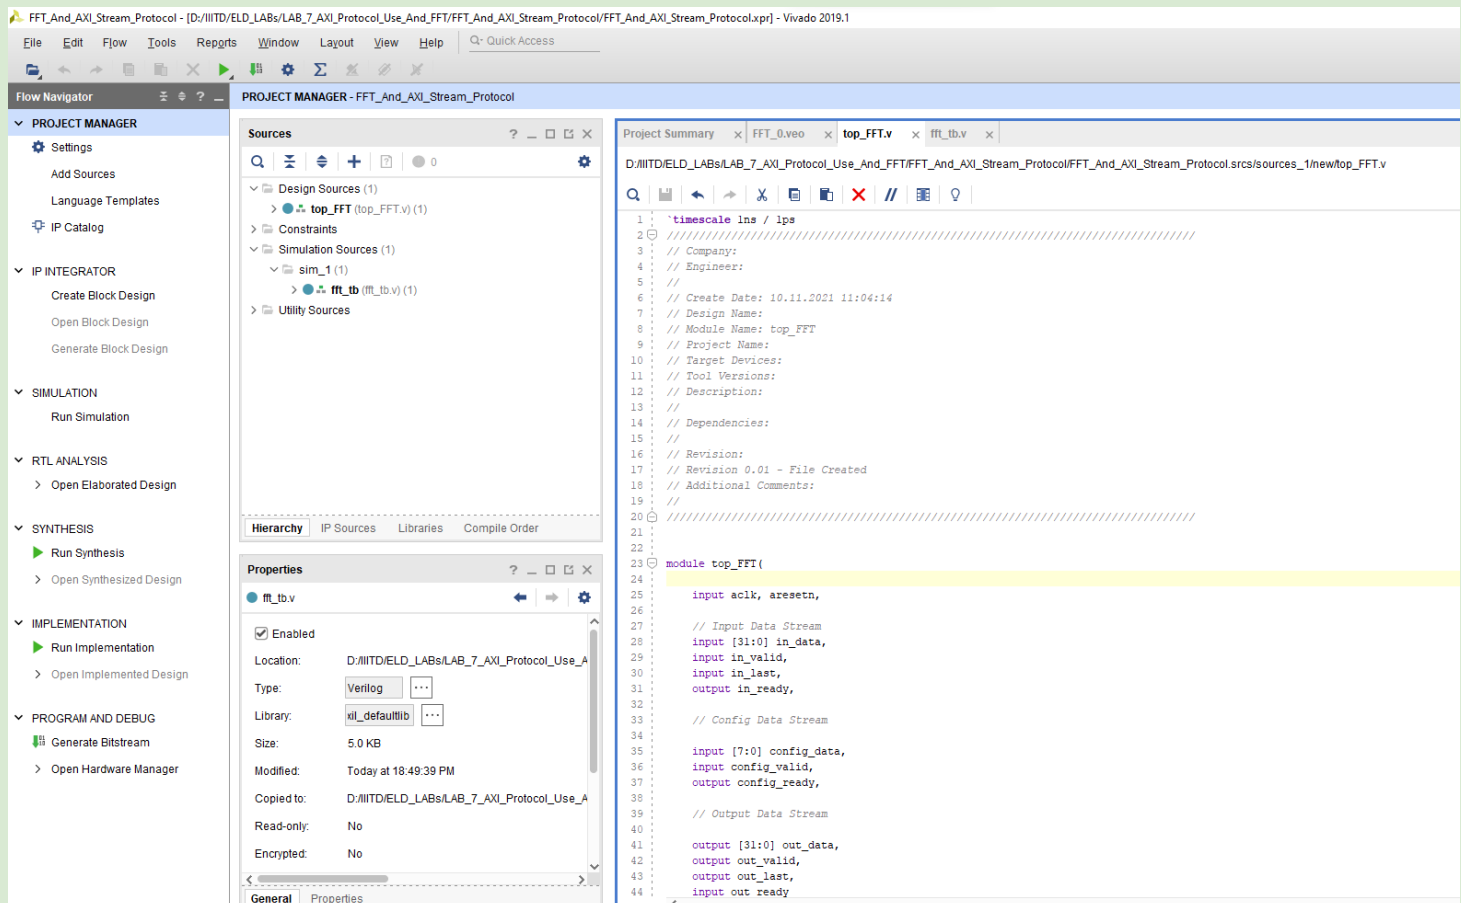 FFT_And_AXI_Stream_Protocol - [D:/IIITD/ELD_LABs/LAB_7_AXI_Protocol_Use_And_FFT/FFT_And_AXI_Stream_Protocol/FFT_And_AXI_Stream_Protocol.xpr] - Vivado 2019.1
File Edit Flow Tools Reports Window Layout View Help Quick Access
Flow Navigator
PROJECT MANAGER
Settings
Add Sources
Language Templates
IP Catalog
IP INTEGRATOR
Create Block Design
Open Block Design
Generate Block Design
SIMULATION
Run Simulation
RTL ANALYSIS
Open Elaborated Design
SYNTHESIS
Run Synthesis
Open Synthesized Design
IMPLEMENTATION
Run Implementation
Open Implemented Design
PROGRAM AND DEBUG
Generate Bitstream
Open Hardware Manager
PROJECT MANAGER - FFT_And_AXI_Stream_Protocol
Sources
0
Design Sources (1)
top_FFT (top_FFT.v) (1)
Constraints
Simulation Sources (1)
sim_1 (1)
fft_tb (fft_tb.v) (1)
Utility Sources
Hierarchy IP Sources Libraries Compile Order
Properties
fft_tb.v
Enabled
Location: D:/IIITD/ELD_LABs/LAB_7_AXI_Protocol_Use_A
Type: Verilog
Library: xil_defaultlib
Size: 5.0 KB
Modified: Today at 18:49:39 PM
Copied to: D:/IIITD/ELD_LABs/LAB_7_AXI_Protocol_Use_A
Read-only: No
Encrypted: No
General Properties
Project Summary FFT_0.veo top_FFT.v fft_tb.v
D:/IIITD/ELD_LABs/LAB_7_AXI_Protocol_Use_And_FFT/FFT_And_AXI_Stream_Protocol/FFT_And_AXI_Stream_Protocol.srcs/sources_1/new/top_FFT.v
1 `timescale 1ns / 1ps
2 //////////////////////////////////////////////////////////////////////////////////
3 // Company:
4 // Engineer:
5 //
6 // Create Date: 10.11.2021 11:04:14
7 // Design Name:
8 // Module Name: top_FFT
9 // Project Name:
10 // Target Devices:
11 // Tool Versions:
12 // Description:
13 //
14 // Dependencies:
15 //
16 // Revision:
17 // Revision 0.01 - File Created
18 // Additional Comments:
19 //
20 //////////////////////////////////////////////////////////////////////////////////
21
22
23 module top_FFT(
24
25 input aclk, aresetn,
26
27 // Input Data Stream
28 input [31:0] in_data,
29 input in_valid,
30 input in_last,
31 output in_ready,
32
33 // Config Data Stream
34
35 input [7:0] config_data,
36 input config_valid,
37 output config_ready,
38
39 // Output Data Stream
40
41 output [31:0] out_data,
42 output out_valid,
43 output out_last,
44 input out_ready